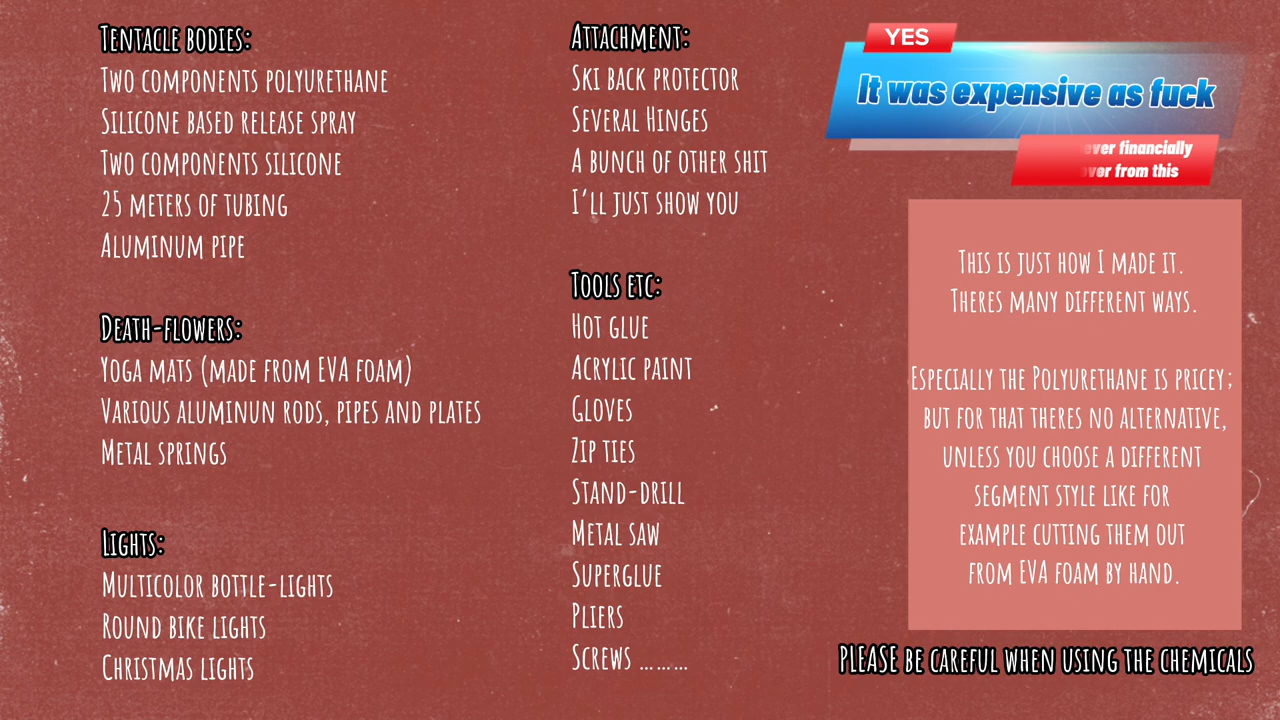 Tentacle bodies:
Two components polyurethane
Silicone based release spray
Two components silicone
25 meters of tubing
Aluminum pipe
Death-flowers:
Yoga mats (made from EVA foam)
Various aluminun rods, pipes and plates
Metal springs
Lights:
Multicolor bottle-lights
Round bike lights
Christmas lights
Attachment:
Ski back protector
Several Hinges
A bunch of other shit
I'll just show you
Tools etc:
Hot glue
Acrylic paint
Gloves
Zip ties
Stand-drill
Metal saw
Superglue
Pliers
Screws .........
YES
It was expensive as fuck
ever financially
over from this
This is just how I made it.
Theres many different ways.
Especially the Polyurethane is pricey;
but for that theres no alternative,
unless you choose a different
segment style like for
example cutting them out
from EVA foam by hand.
PLEASE be careful when using the chemicals